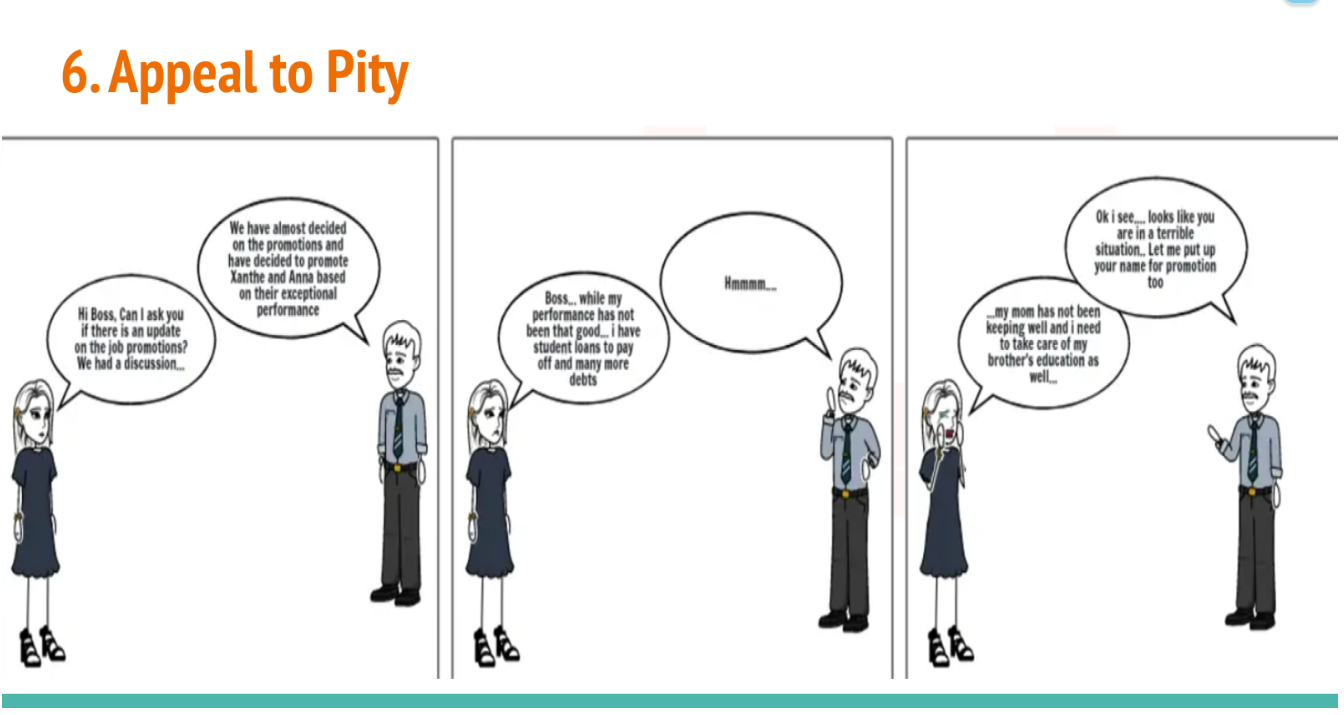 6. Appeal to Pity
Hi Boss, Can I ask you
if there is an update
on the job promotions?
We had a discussion...
We have almost decided
on the promotions and
have decided to promote
Xanthe and Anna based
on their exceptional
performance
Boss... while my
performance has not
been that good... i have
student loans to pay
off and many more
debts
Hmmmm....
...my mom has not been
keeping well and i need
to take care of my
brother's education as
well...
Ok i see.... looks like you
are in a terrible
situation.. Let me put up
your name for promotion
too